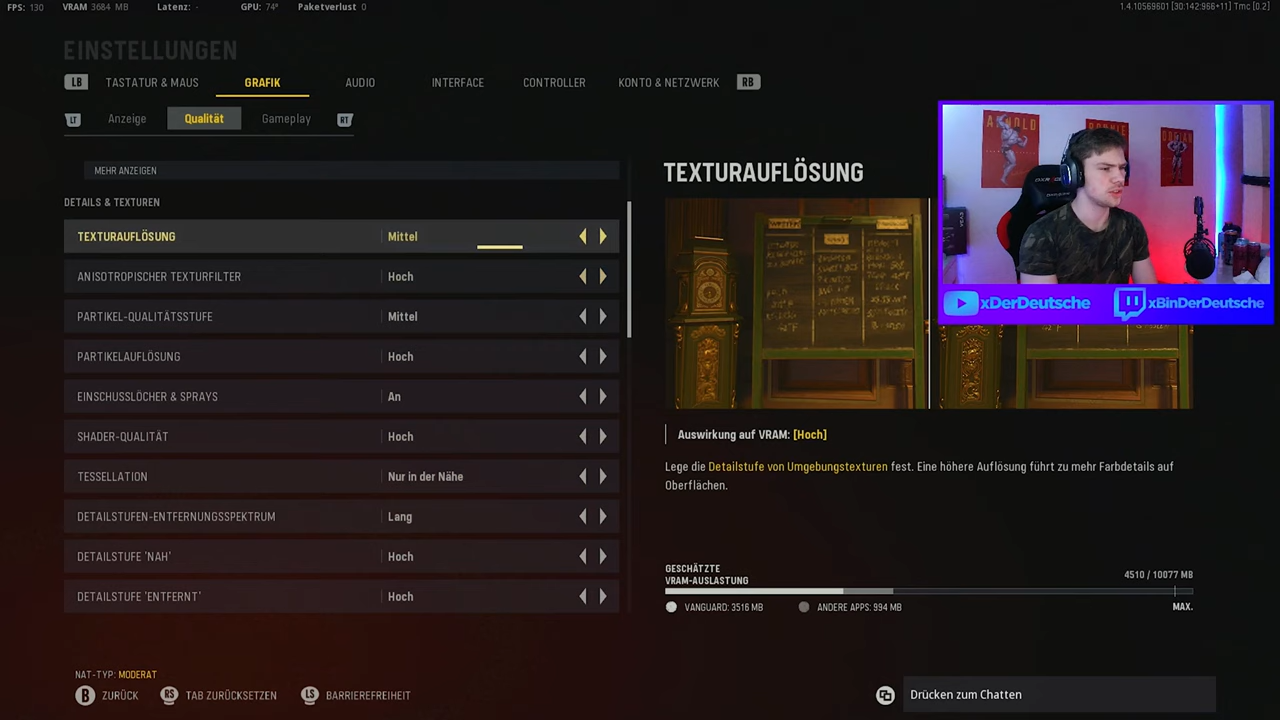 FPS: 130 VRAM 3684 MB Latenz: - GPU: 74° Paketverlust 0
1.4.10569601 [30:142:966+11] Tmc [0.2]
EINSTELLUNGEN
LB TASTATUR & MAUS GRAFIK AUDIO INTERFACE CONTROLLER KONTO & NETZWERK RB
LT Anzeige Qualität Gameplay RT
MEHR ANZEIGEN
DETAILS & TEXTUREN
TEXTURAUFLÖSUNG Mittel
ANISOTROPISCHER TEXTURFILTER Hoch
PARTIKEL-QUALITÄTSSTUFE Mittel
PARTIKELAUFLÖSUNG Hoch
EINSCHUSSLÖCHER & SPRAYS An
SHADER-QUALITÄT Hoch
TESSELLATION Nur in der Nähe
DETAILSTUFEN-ENTFERNUNGSSPEKTRUM Lang
DETAILSTUFE 'NAH' Hoch
DETAILSTUFE 'ENTFERNT' Hoch
TEXTURAUFLÖSUNG
ARNOLD
RONNIE
xDerDeutsche xBinDerDeutsche
Auswirkung auf VRAM: [Hoch]
Lege die Detailstufe von Umgebungstexturen fest. Eine höhere Auflösung führt zu mehr Farbdetails auf
Oberflächen.
GESCHÄTZTE
VRAM-AUSLASTUNG 4510 / 10077 MB
VANGUARD: 3516 MB ANDERE APPS: 994 MB MAX.
NAT-TYP: MODERAT
B ZURÜCK RS TAB ZURÜCKSETZEN LS BARRIEREFREIHEIT
Drücken zum Chatten